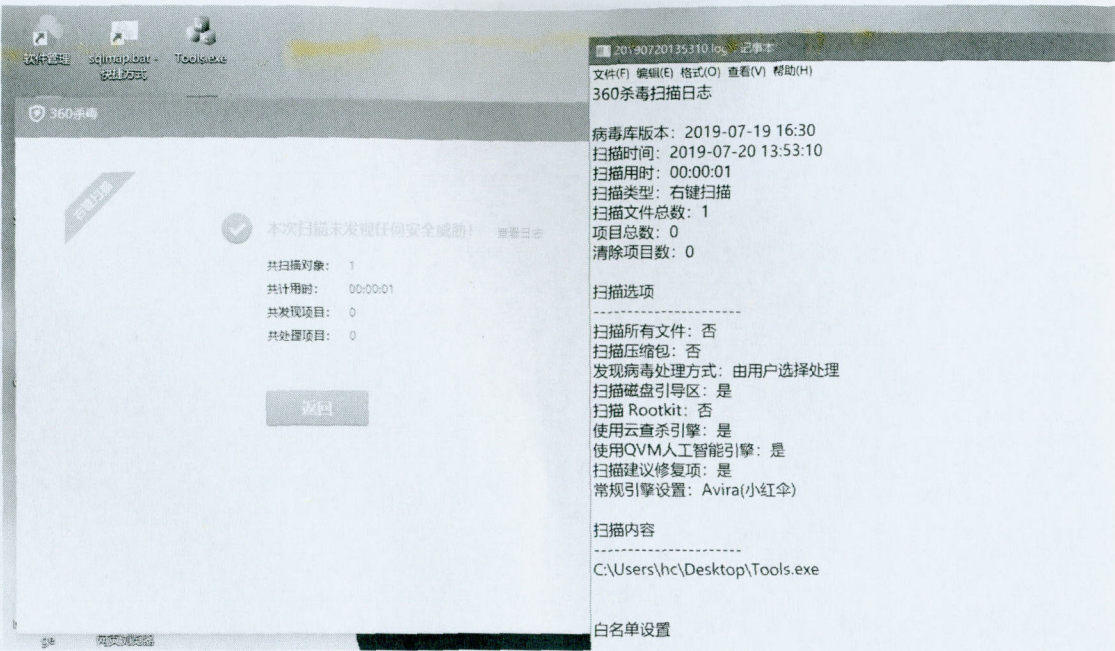 软件管理
sqlmap.bat -
快捷方式
Tools.exe
360杀毒
右键扫描
本次扫描未发现任何安全威胁! 查看日志
共扫描对象: 1
共计用时: 00:00:01
共发现项目: 0
共处理项目: 0
返回
20190720135310.log - 记事本
文件(F) 编辑(E) 格式(O) 查看(V) 帮助(H)
360杀毒扫描日志
病毒库版本:2019-07-19 16:30
扫描时间:2019-07-20 13:53:10
扫描用时:00:00:01
扫描类型:右键扫描
扫描文件总数:1
项目总数:0
清除项目数:0
扫描选项
----------------------
扫描所有文件:否
扫描压缩包:否
发现病毒处理方式:由用户选择处理
扫描磁盘引导区:是
扫描 Rootkit:否
使用云查杀引擎:是
使用QVM人工智能引擎:是
扫描建议修复项:是
常规引擎设置:Avira(小红伞)
扫描内容
----------------------
C:\Users\hc\Desktop\Tools.exe
白名单设置
ge
网页浏览器